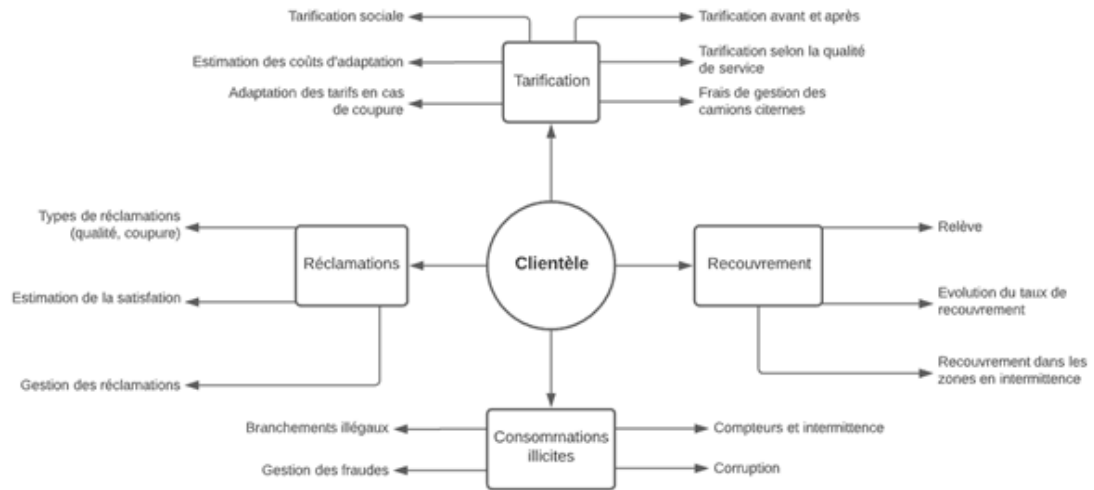 Tarification sociale
Tarification avant et après
Estimation des coûts d'adaptation
Tarification
Tarification selon la qualité
de service
Adaptation des tarifs en cas
de coupure
Frais de gestion des
camions citernes
Types de réclamations
(qualité, coupure)
Relève
Réclamations
Clientèle
Recouvrement
Estimation de la satisfation
Evolution du taux de
recouvrement
Gestion des réclamations
Recouvrement dans les
zones en intermittence
Branchements illégaux
Consommations
illicites
Compteurs et intermittence
Gestion des fraudes
Corruption